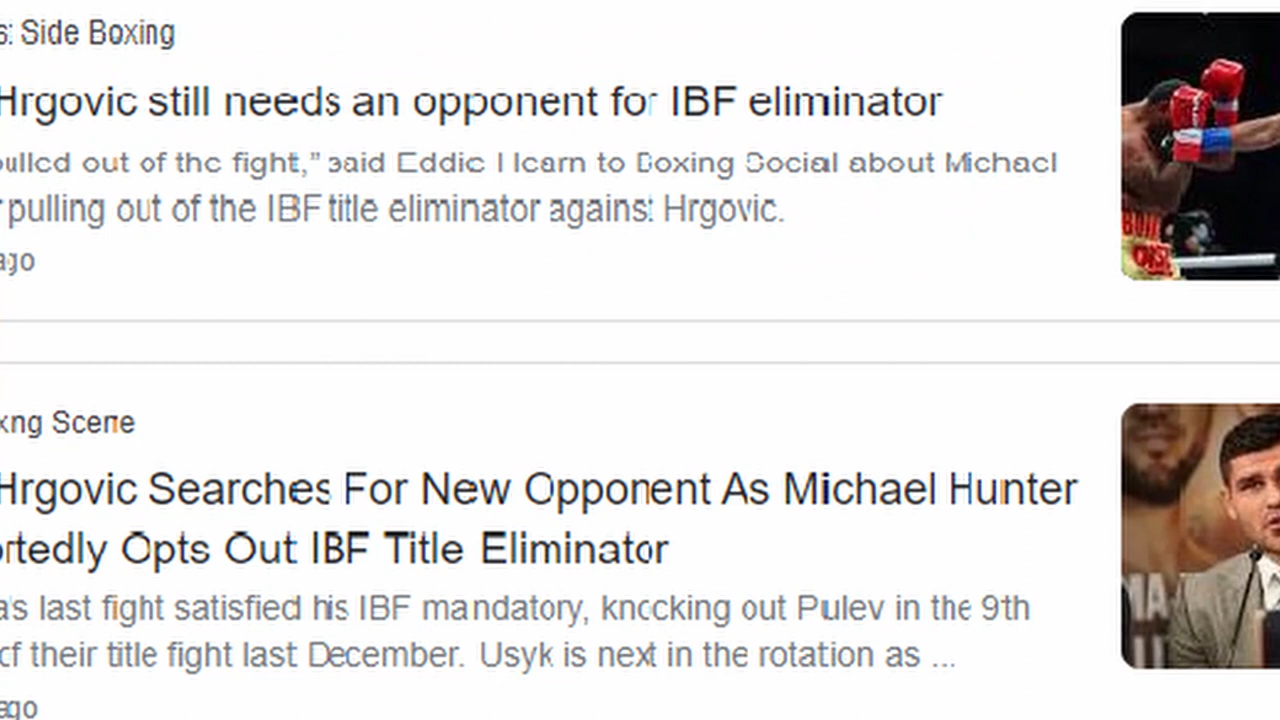 s: Side Boxing
Hrgovic still needs an opponent for IBF eliminator
pulled out of the fight,” said Eddie Hearn to Boxing Social about Michael
r pulling out of the IBF title eliminator against Hrgovic.
ago
xing Scene
Hrgovic Searches For New Opponent As Michael Hunter
ortedly Opts Out IBF Title Eliminator
a's last fight satisfied his IBF mandatory, knocking out Pulev in the 9th
of their title fight last December. Usyk is next in the rotation as ...
ago